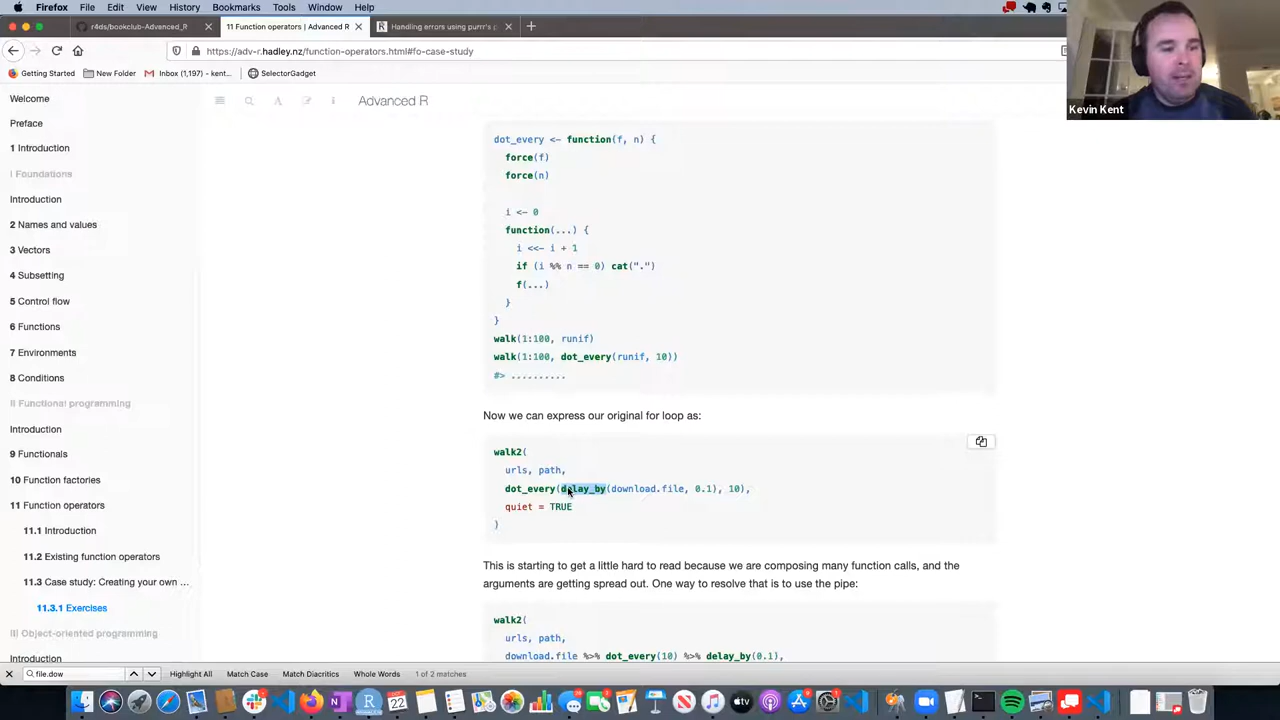 Firefox File Edit View History Bookmarks Tools Window Help
r4ds/bookclub-Advanced_R
11 Function operators | Advanced R
Handling errors using purrr's p
https://adv-r.hadley.nz/function-operators.html#fo-case-study
Getting Started New Folder Inbox (1,197) - kent... SelectorGadget
Kevin Kent
Advanced R
Welcome
Preface
1 Introduction
I Foundations
Introduction
2 Names and values
3 Vectors
4 Subsetting
5 Control flow
6 Functions
7 Environments
8 Conditions
II Functional programming
Introduction
9 Functionals
10 Function factories
11 Function operators
11.1 Introduction
11.2 Existing function operators
11.3 Case study: Creating your own ...
11.3.1 Exercises
III Object-oriented programming
Introduction
dot_every <- function(f, n) {
force(f)
force(n)
i <- 0
function(...) {
i <<- i + 1
if (i %% n == 0) cat(".")
f(...)
}
}
walk(1:100, runif)
walk(1:100, dot_every(runif, 10))
#> ..........
Now we can express our original for loop as:
walk2(
urls, path,
dot_every(delay_by(download.file, 0.1), 10),
quiet = TRUE
)
This is starting to get a little hard to read because we are composing many function calls, and the
arguments are getting spread out. One way to resolve that is to use the pipe:
walk2(
urls, path,
download.file %>% dot_every(10) %>% delay_by(0.1),
file.dow
Highlight All Match Case Match Diacritics Whole Words 1 of 2 matches